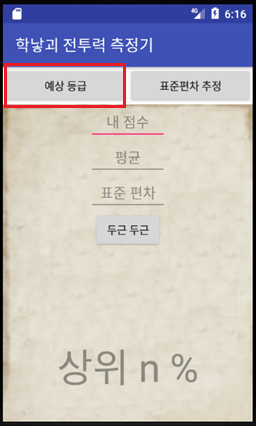 4G 6:16
학낳괴 전투력 측정기
예상 등급 표준편차 추정
내 점수
평균
표준 편차
두근 두근
상위 n %